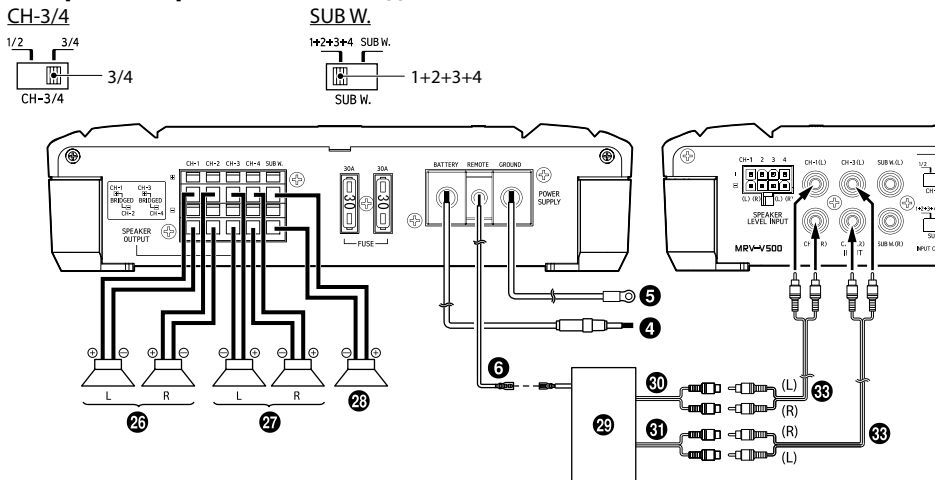 CH-3/4
1/2 3/4
3/4
CH-3/4
SUB W.
1+2+3+4 SUB W.
1+2+3+4
SUB W.
CH-1 CH-2 CH-3 CH-4 SUB W.
CH-1 CH-3
BRIDGED BRIDGED
CH-2 CH-4
SPEAKER
OUTPUT
30A 30A
30 30
FUSE
BATTERY REMOTE GROUND
POWER
SUPPLY
CH-1 2 3 4
(L) (R) (L) (R)
SPEAKER
LEVEL INPUT
MRV-V500
CH-1(L) CH-3(L) SUB W.(L)
SUB W.(R)
1/2
5
4
6
⊕ ⊖ ⊕ ⊖ ⊖ ⊕ ⊖ ⊕ ⊕ ⊖
L R L R
26 27 28
29
30 (L)
(R)
31 (R)
(L)
33 33